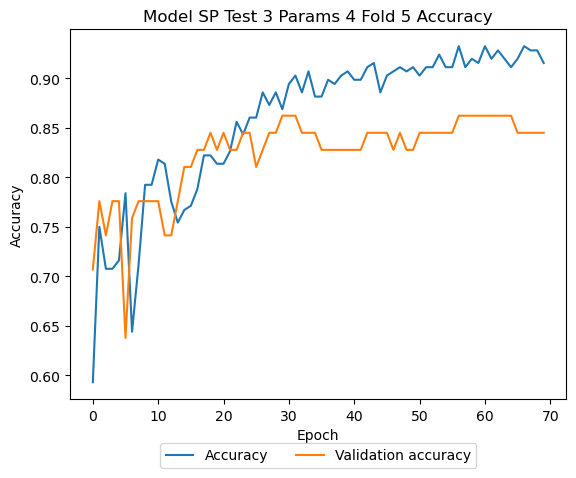 Model SP Test 3 Params 4 Fold 5 Accuracy
Accuracy
0.90
0.85
0.80
0.75
0.70
0.65
0.60
0 10 20 30 40 50 60 70
Epoch
Accuracy Validation accuracy